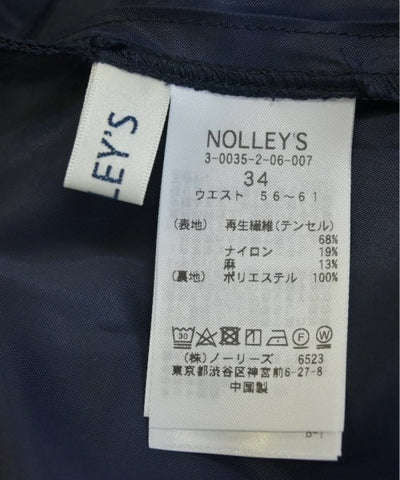 LEY'S
NOLLEY'S
3-0035-2-06-007
34
ウエスト 56~61
(表地) 再生繊維(テンセル)
68%
ナイロン 19%
麻 13%
(裏地) ポリエステル 100%
30 F W
(株)ノーリーズ 6523
東京都渋谷区神宮前6-27-8
中国製